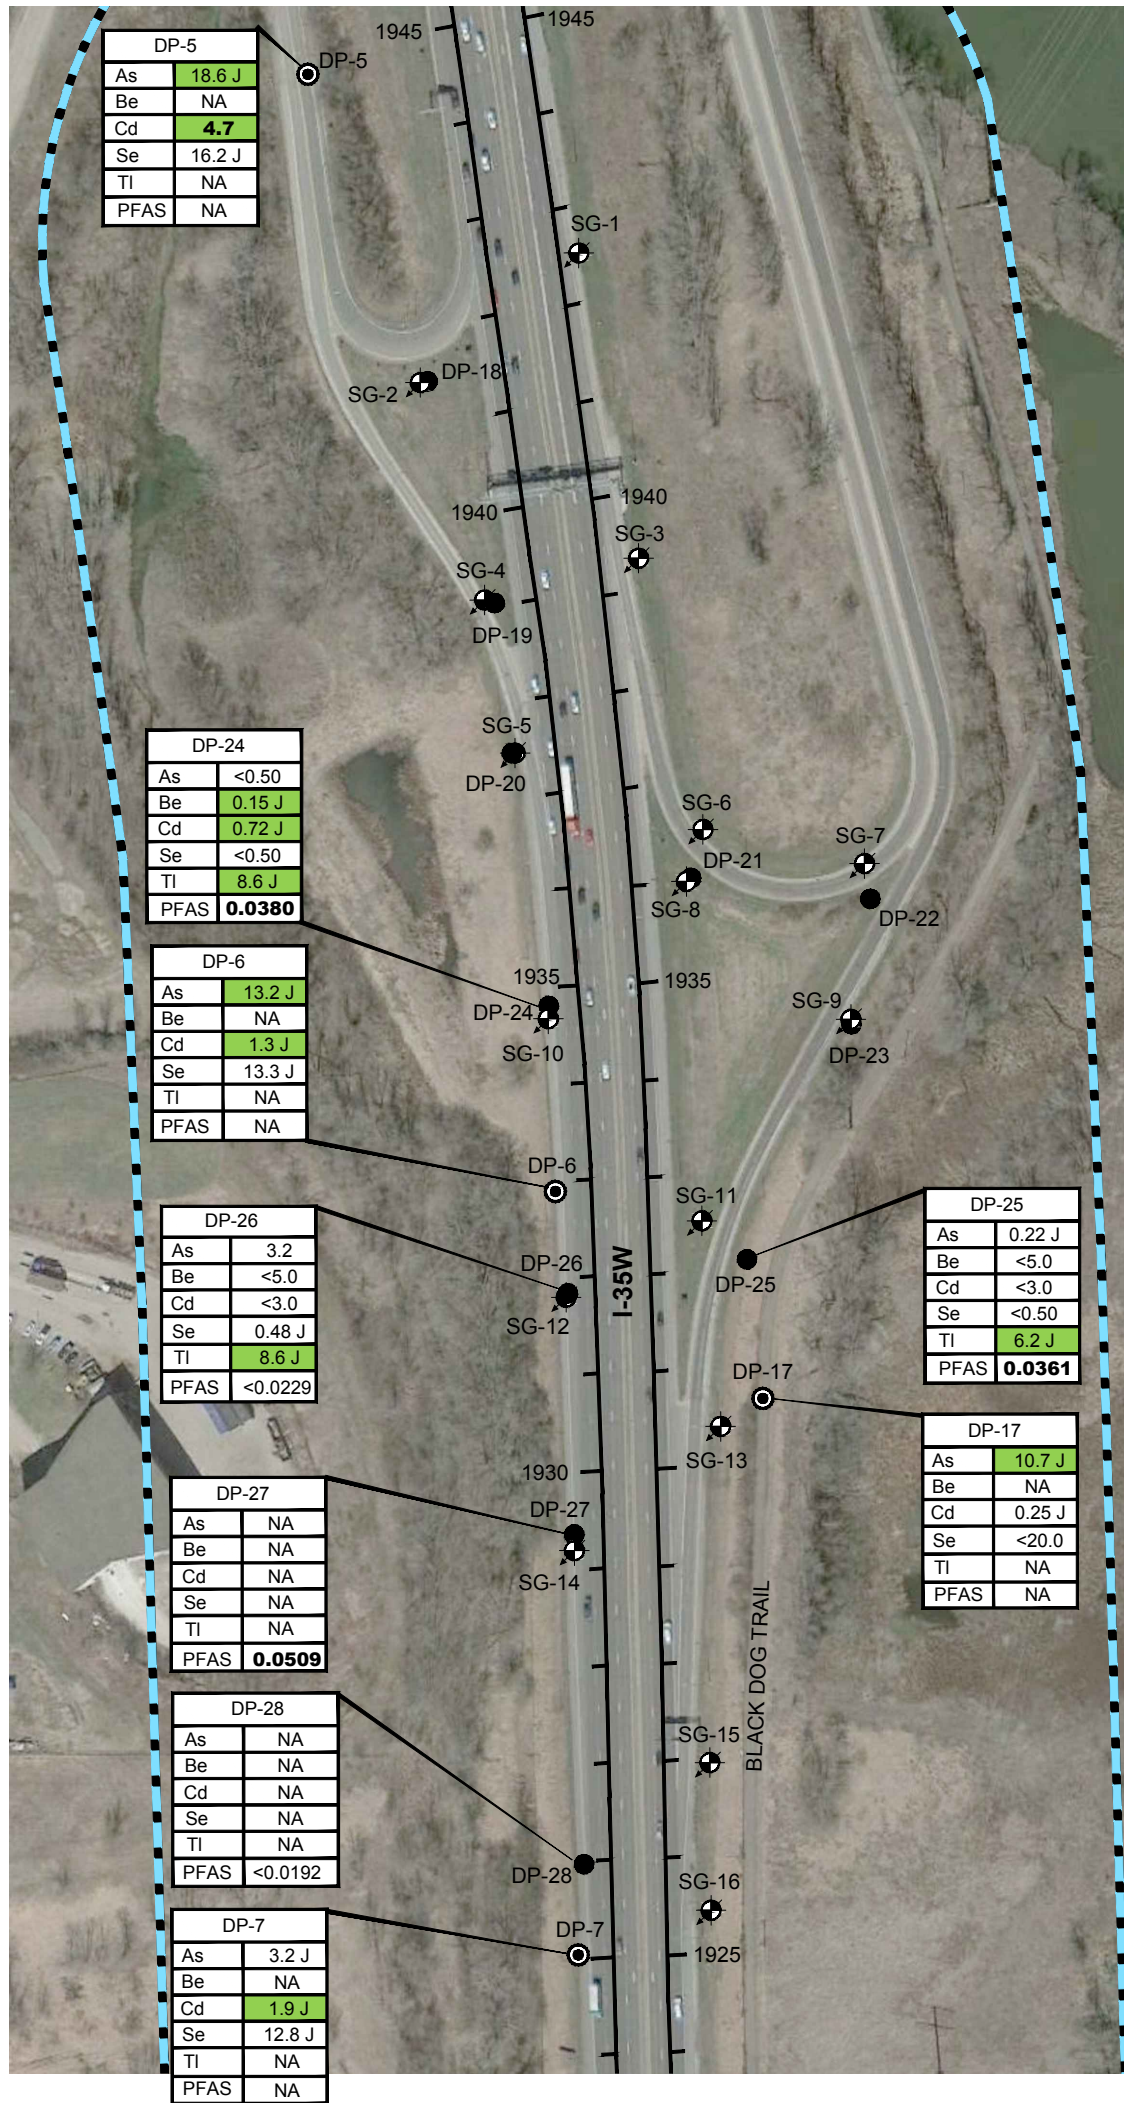 1945
1945
DP-5
As 18.6 J
Be NA
Cd 4.7
Se 16.2 J
Tl NA
PFAS NA
DP-5
SG-1
DP-18
SG-2
1940
1940
SG-3
SG-4
DP-19
SG-5
DP-20
DP-24
As <0.50
Be 0.15 J
Cd 0.72 J
Se <0.50
Tl 8.6 J
PFAS 0.0380
SG-6
SG-7
DP-21
SG-8
DP-22
1935
1935
DP-24
SG-10
SG-9
DP-23
DP-6
As 13.2 J
Be NA
Cd 1.3 J
Se 13.3 J
Tl NA
PFAS NA
DP-6
SG-11
DP-26
As 3.2
Be <5.0
Cd <3.0
Se 0.48 J
Tl 8.6 J
PFAS <0.0229
DP-26
SG-12
I-35W
DP-25
DP-25
As 0.22 J
Be <5.0
Cd <3.0
Se <0.50
Tl 6.2 J
PFAS 0.0361
DP-17
SG-13
DP-17
As 10.7 J
Be NA
Cd 0.25 J
Se <20.0
Tl NA
PFAS NA
1930
DP-27
As NA
Be NA
Cd NA
Se NA
Tl NA
PFAS 0.0509
DP-27
SG-14
BLACK DOG TRAIL
DP-28
As NA
Be NA
Cd NA
Se NA
Tl NA
PFAS <0.0192
SG-15
DP-28
SG-16
DP-7
As 3.2 J
Be NA
Cd 1.9 J
Se 12.8 J
Tl NA
PFAS NA
DP-7
1925